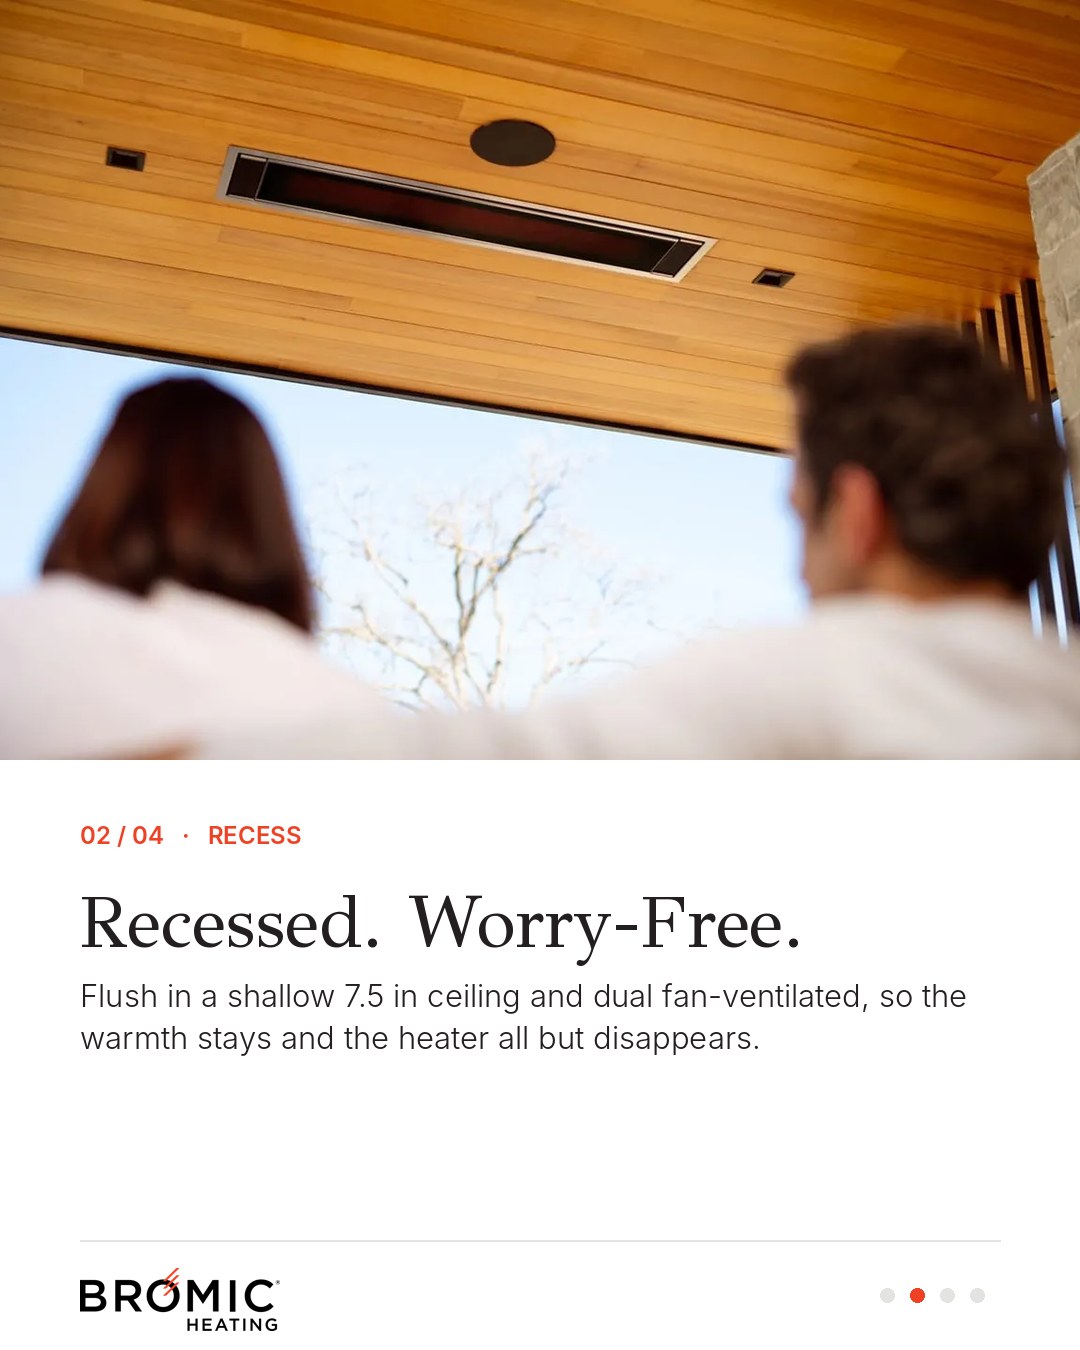 02 / 04 · RECESS
Recessed. Worry-Free.
Flush in a shallow 7.5 in ceiling and dual fan-ventilated, so the
warmth stays and the heater all but disappears.
BROMIC
HEATING